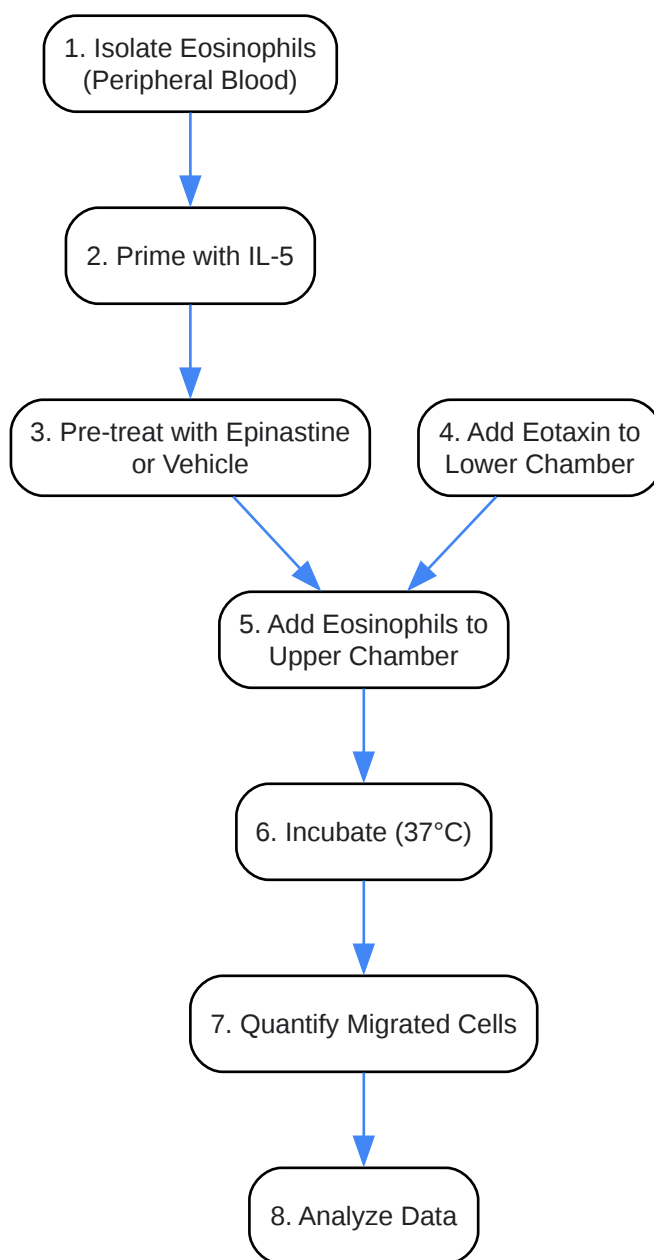 1. Isolate Eosinophils
(Peripheral Blood)
2. Prime with IL-5
3. Pre-treat with Epinastine
or Vehicle
4. Add Eotaxin to
Lower Chamber
5. Add Eosinophils to
Upper Chamber
6. Incubate (37°C)
7. Quantify Migrated Cells
8. Analyze Data